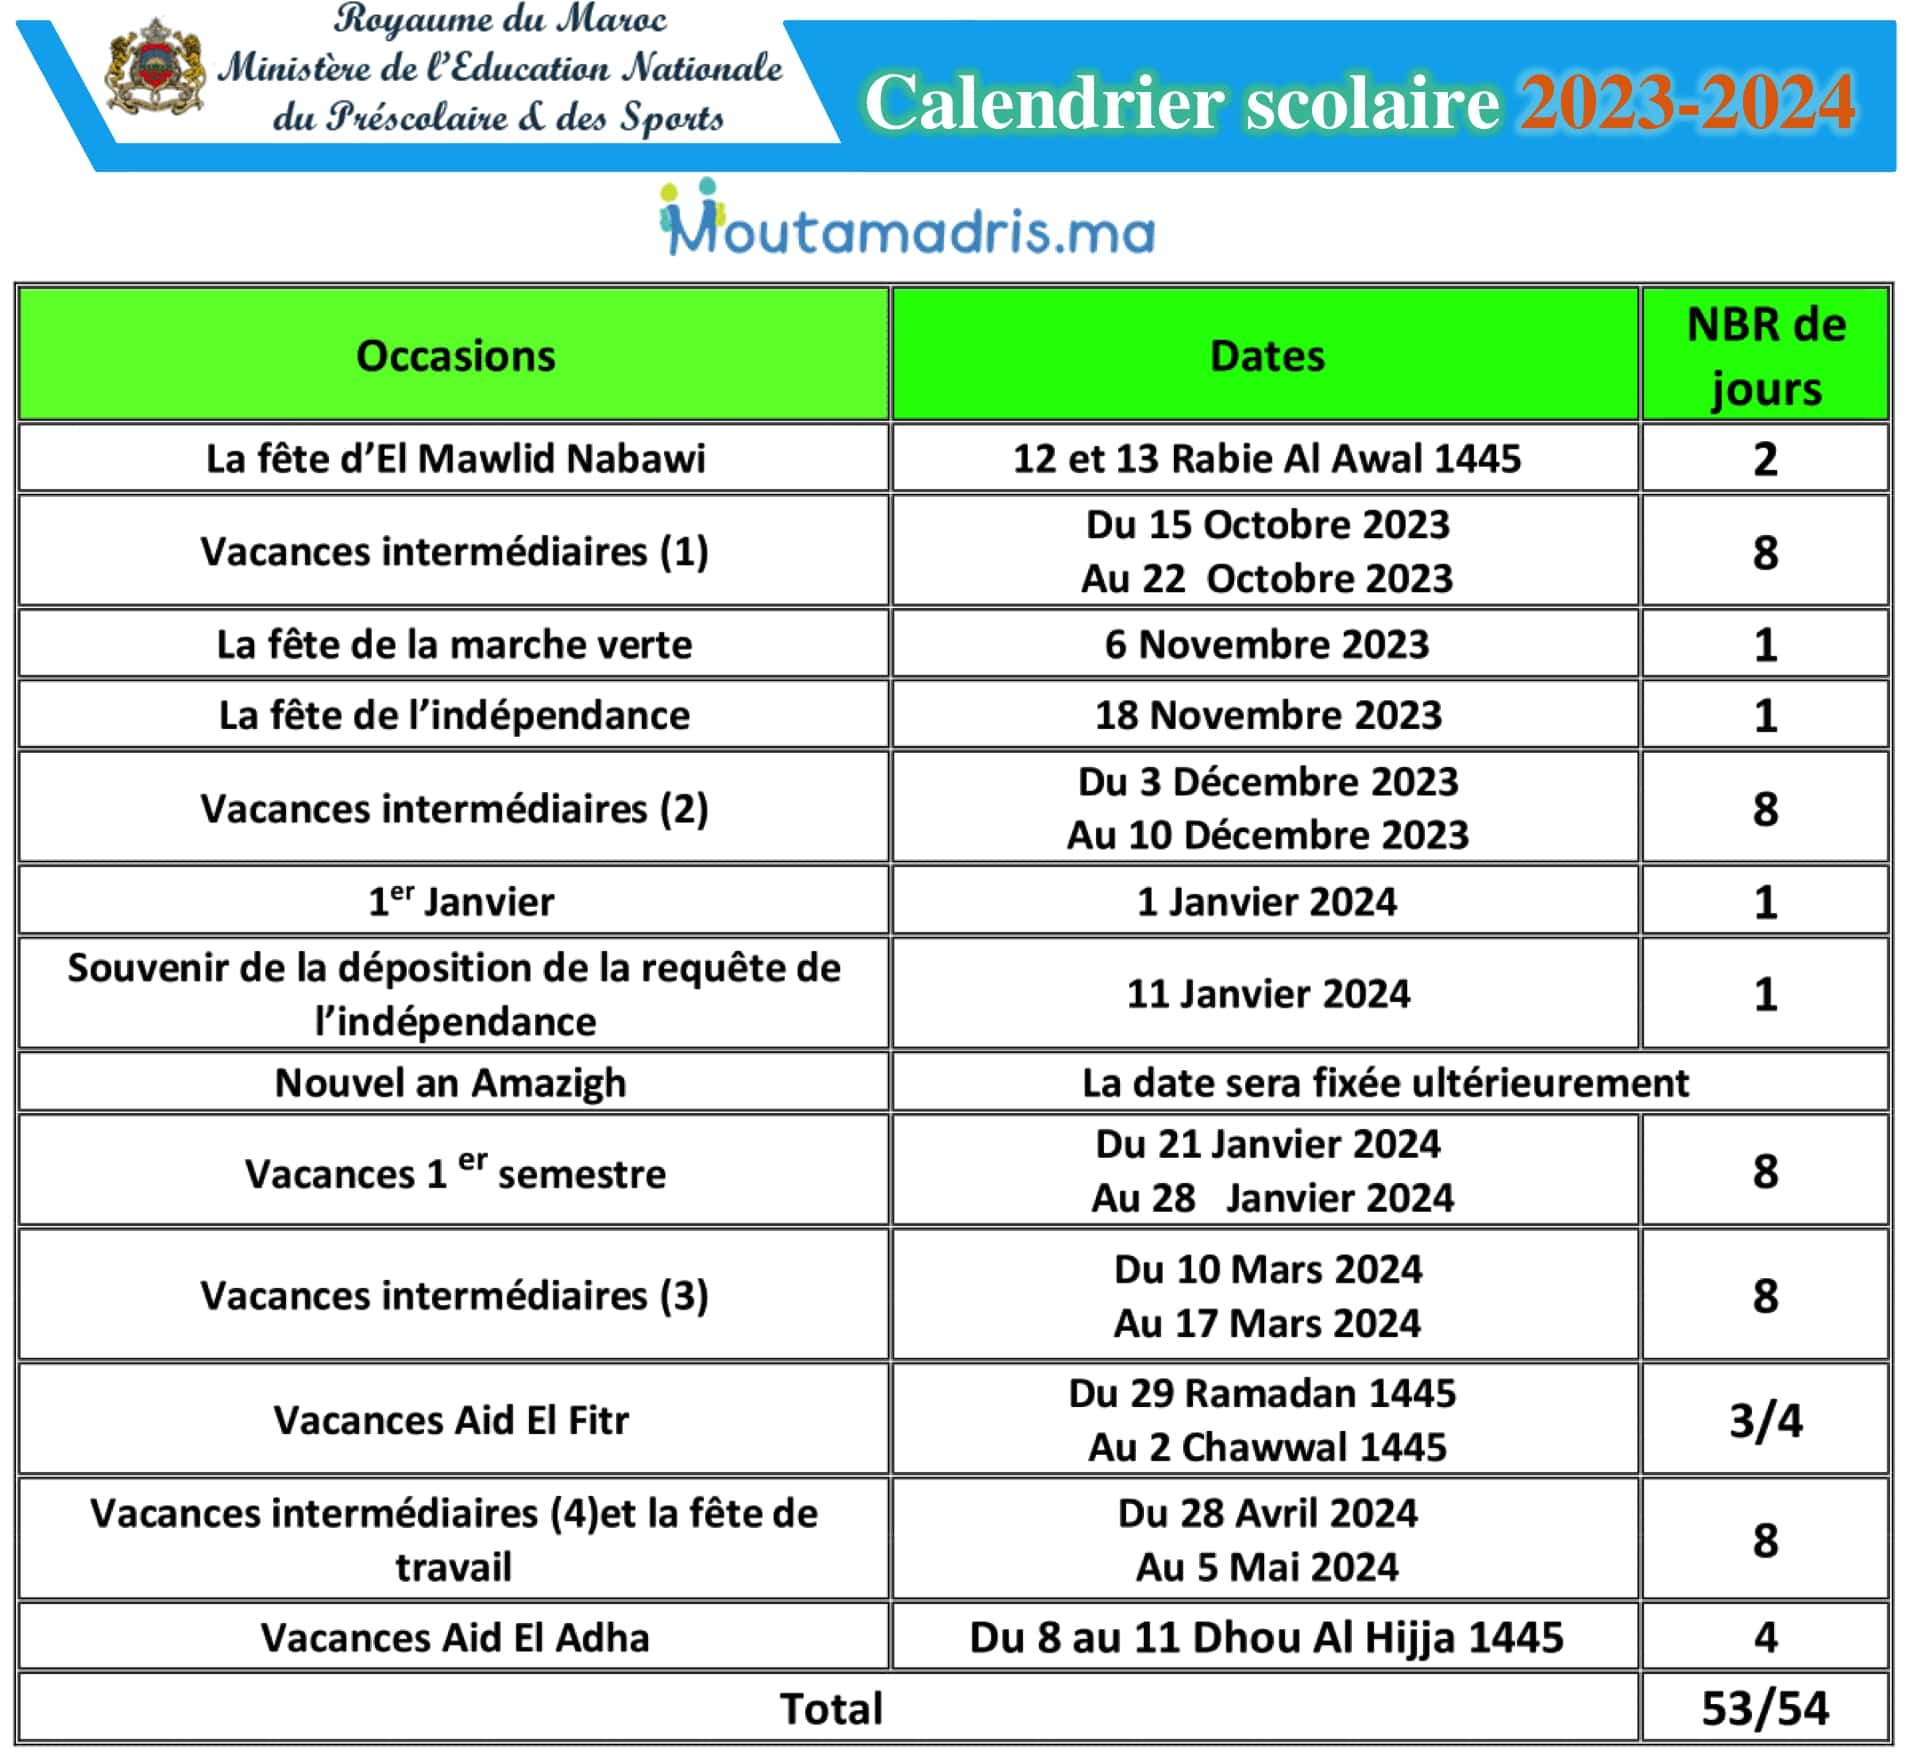 Royaume du Maroc
Ministère de l'Education Nationale
du Préscolaire & des Sports
Calendrier scolaire 2023-2024
Moutamadris.ma
Occasions
Dates
NBR de
jours
La fête d'El Mawlid Nabawi
12 et 13 Rabie Al Awal 1445
2
Vacances intermédiaires (1)
Du 15 Octobre 2023
Au 22 Octobre 2023
8
La fête de la marche verte
6 Novembre 2023
1
La fête de l'indépendance
18 Novembre 2023
1
Vacances intermédiaires (2)
Du 3 Décembre 2023
Au 10 Décembre 2023
8
1er Janvier
1 Janvier 2024
1
Souvenir de la déposition de la requête de
l'indépendance
11 Janvier 2024
1
Nouvel an Amazigh
La date sera fixée ultérieurement
Vacances 1 er semestre
Du 21 Janvier 2024
Au 28 Janvier 2024
8
Vacances intermédiaires (3)
Du 10 Mars 2024
Au 17 Mars 2024
8
Vacances Aid El Fitr
Du 29 Ramadan 1445
Au 2 Chawwal 1445
3/4
Vacances intermédiaires (4)et la fête de
travail
Du 28 Avril 2024
Au 5 Mai 2024
8
Vacances Aid El Adha
Du 8 au 11 Dhou Al Hijja 1445
4
Total
53/54